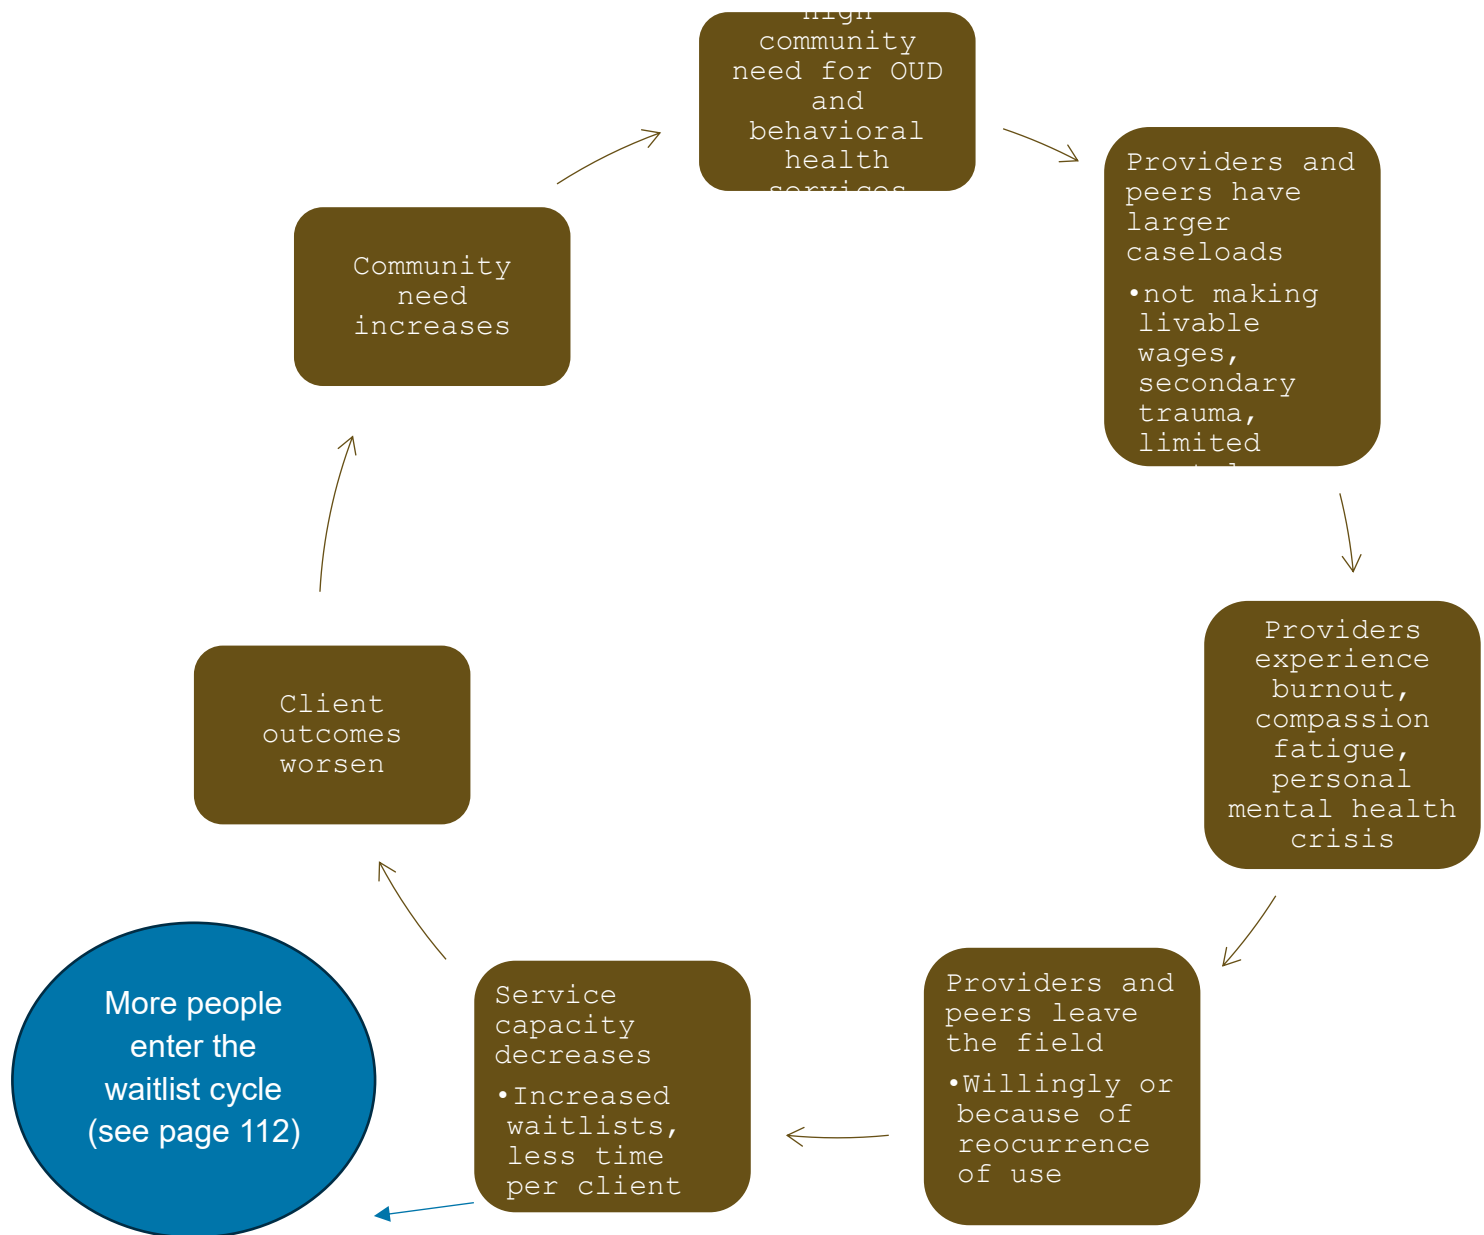 High
community
need for OUD
and
behavioral
health
services
Providers and
peers have
larger
caseloads
•not making
livable
wages,
secondary
trauma,
limited
Providers
experience
burnout,
compassion
fatigue,
personal
mental health
crisis
Providers and
peers leave
the field
•Willingly or
because of
reocurrence
of use
Service
capacity
decreases
•Increased
waitlists,
less time
per client
More people
enter the
waitlist cycle
(see page 112)
Client
outcomes
worsen
Community
need
increases